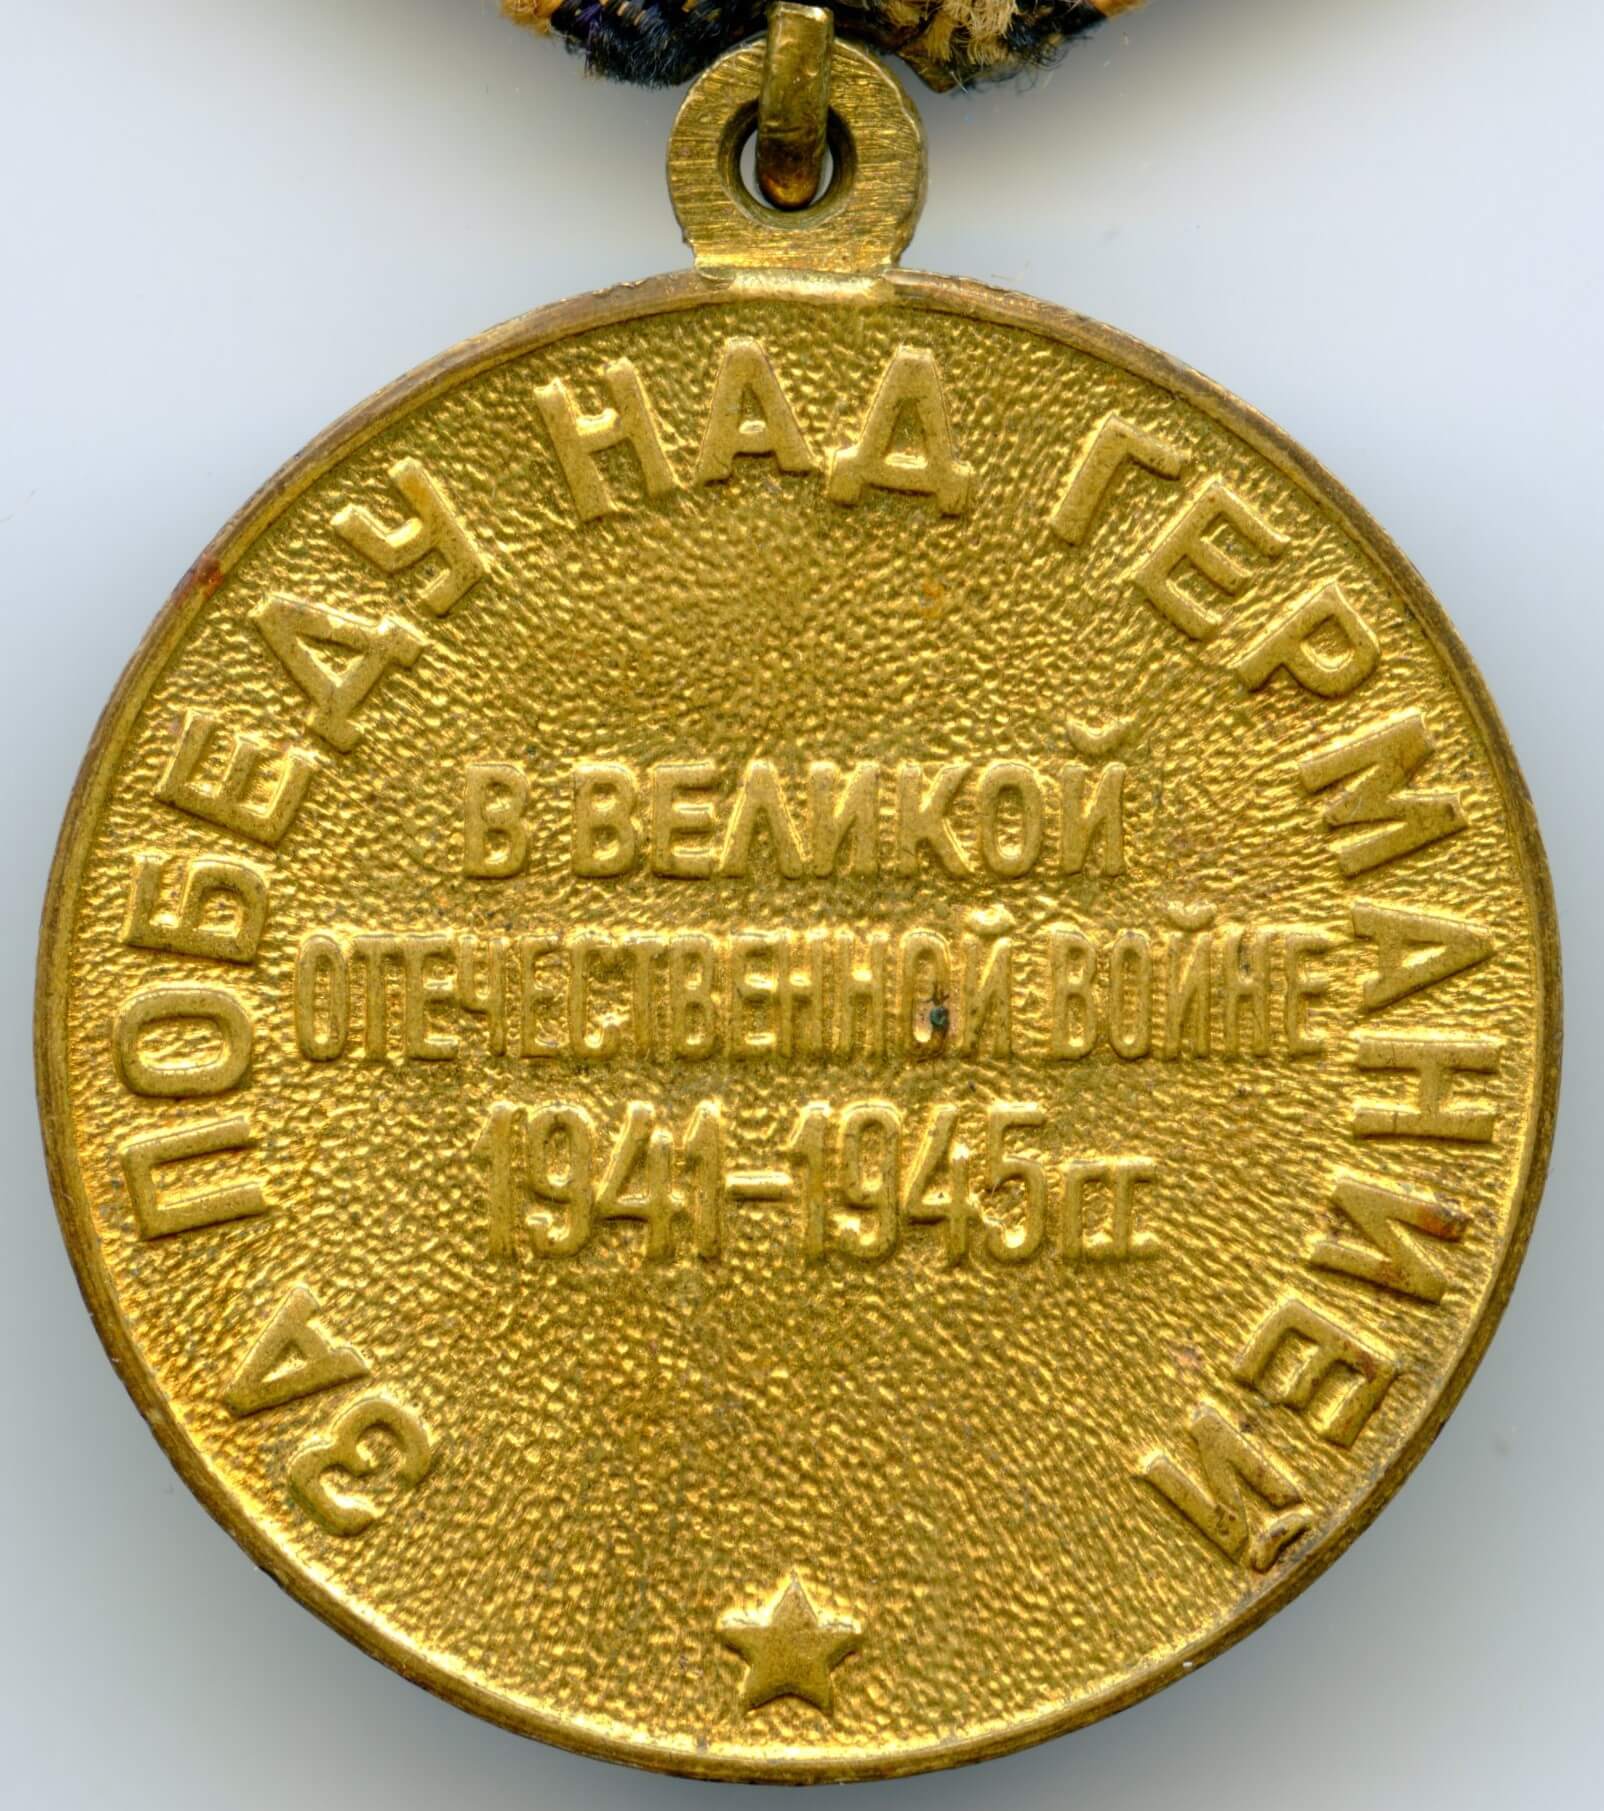 ЗА ПОБЕДУ НАД ГЕРМАНИЕЙ
В ВЕЛИКОЙ
ОТЕЧЕСТВЕННОЙ ВОЙНЕ
1941-1945 гг